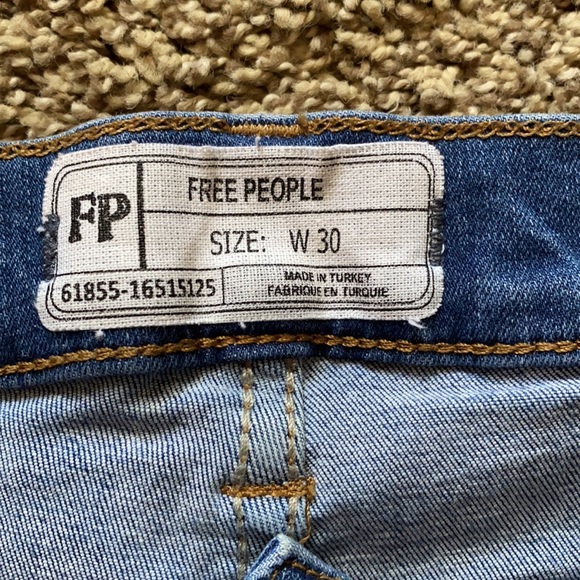 FP
FREE PEOPLE
SIZE: W 30
61855-16515125
MADE IN TURKEY
FABRIQUE EN TURQUIE